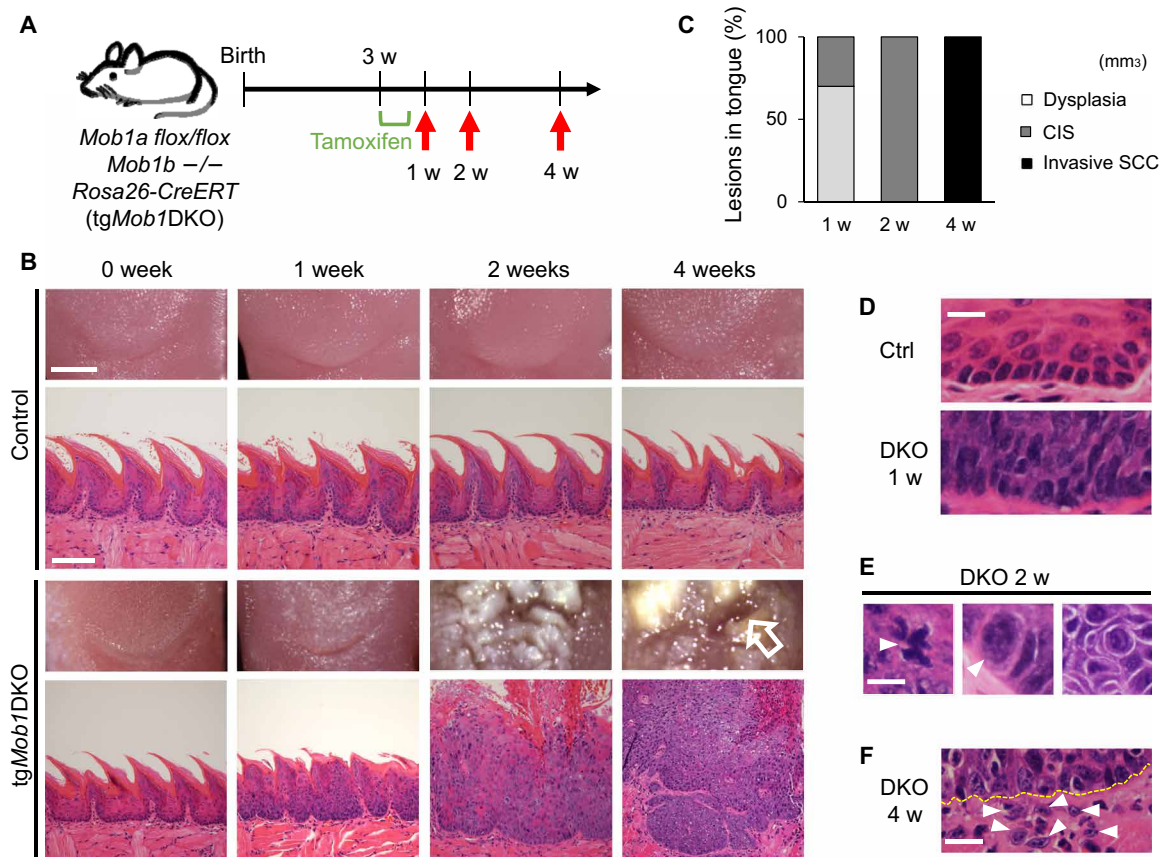 A
Birth
3 w
Tamoxifen
1 w
2 w
4 w
Mob1a flox/flox
Mob1b −/−
Rosa26-CreERT
(tgMob1DKO)
C
Lesions in tongue (%)
100
50
0
1 w
2 w
4 w
(mm3)
Dysplasia
CIS
Invasive SCC
B
0 week
1 week
2 weeks
4 weeks
Control
tgMob1DKO
D
Ctrl
DKO
1 w
E
DKO 2 w
F
DKO
4 w